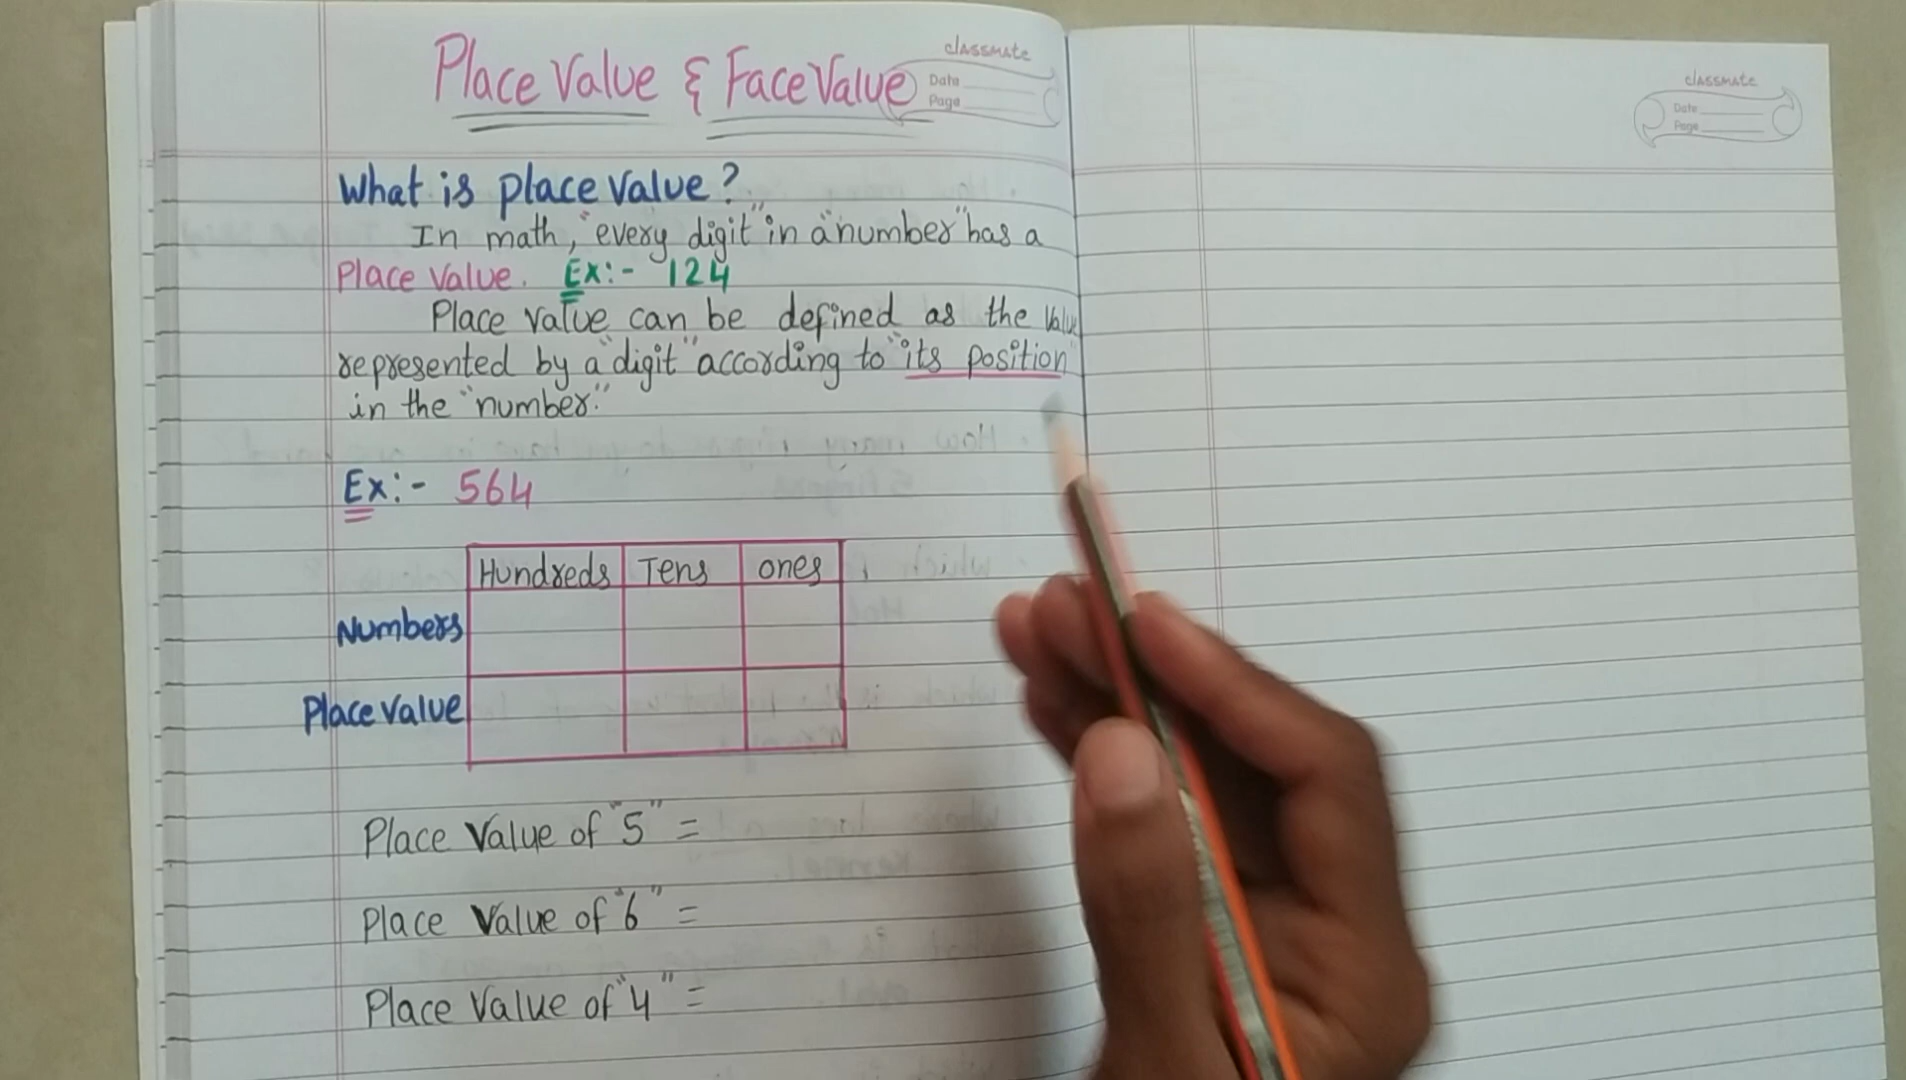 Place Value & Face Value
classmate
Date
Page
What is place value?
In math, "every digit" in a "number" has a
Place Value. Ex:- 124
Place Value can be defined as the Value
represented by a "digit" according to "its position"
in the "number."
Ex:- 564
Hundreds Tens ones
Numbers
Place value
Place Value of "5" =
Place Value of "6" =
Place Value of "4" =
classmate
Date
Page